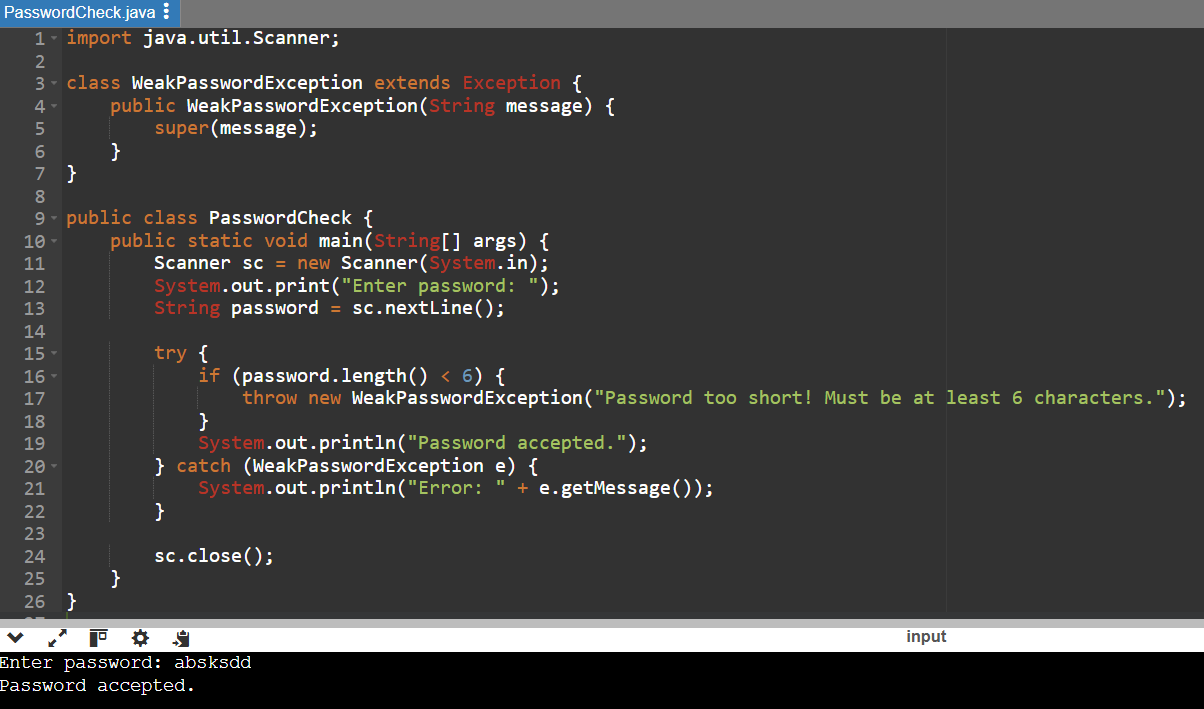 PasswordCheck.java
1 import java.util.Scanner;
2
3 class WeakPasswordException extends Exception {
4     public WeakPasswordException(String message) {
5         super(message);
6     }
7 }
8
9 public class PasswordCheck {
10     public static void main(String[] args) {
11         Scanner sc = new Scanner(System.in);
12         System.out.print("Enter password: ");
13         String password = sc.nextLine();
14
15         try {
16             if (password.length() < 6) {
17                 throw new WeakPasswordException("Password too short! Must be at least 6 characters.");
18             }
19             System.out.println("Password accepted.");
20         } catch (WeakPasswordException e) {
21             System.out.println("Error: " + e.getMessage());
22         }
23
24         sc.close();
25     }
26 }
input
Enter password: absksdd
Password accepted.